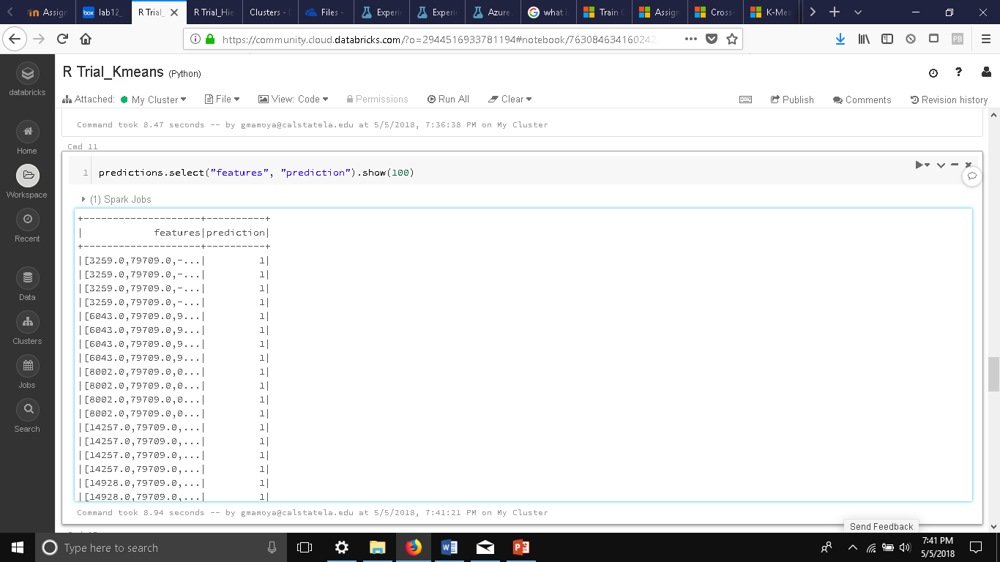 Assign
lab12_
R Trial_
R Trial_Hie
Clusters -
Files -
Experin
Experin
Azure
what i
Train
Assign
Cross-
K-Mea
https://community.cloud.databricks.com/?o=2944516933781194#notebook/763084634160242
databricks
Home
Workspace
Recent
Data
Clusters
Jobs
Search
R Trial_Kmeans (Python)
Attached: My Cluster File View: Code Permissions Run All Clear Publish Comments Revision history
Command took 8.47 seconds -- by gmamoya@calstatela.edu at 5/5/2018, 7:36:38 PM on My Cluster
Cmd 11
1 predictions.select("features", "prediction").show(100)
(1) Spark Jobs
+--------------------+----------+
|            features|prediction|
+--------------------+----------+
|[3259.0,79709.0,-...|         1|
|[3259.0,79709.0,-...|         1|
|[3259.0,79709.0,-...|         1|
|[3259.0,79709.0,-...|         1|
|[6043.0,79709.0,9...|         1|
|[6043.0,79709.0,9...|         1|
|[6043.0,79709.0,9...|         1|
|[6043.0,79709.0,9...|         1|
|[8002.0,79709.0,0...|         1|
|[8002.0,79709.0,0...|         1|
|[8002.0,79709.0,0...|         1|
|[8002.0,79709.0,0...|         1|
|[14257.0,79709.0,...|         1|
|[14257.0,79709.0,...|         1|
|[14257.0,79709.0,...|         1|
|[14257.0,79709.0,...|         1|
|[14928.0,79709.0,...|         1|
|[14928.0,79709.0,...|         1|
Command took 8.94 seconds -- by gmamoya@calstatela.edu at 5/5/2018, 7:41:21 PM on My Cluster
Send Feedback
Type here to search
7:41 PM
5/5/2018